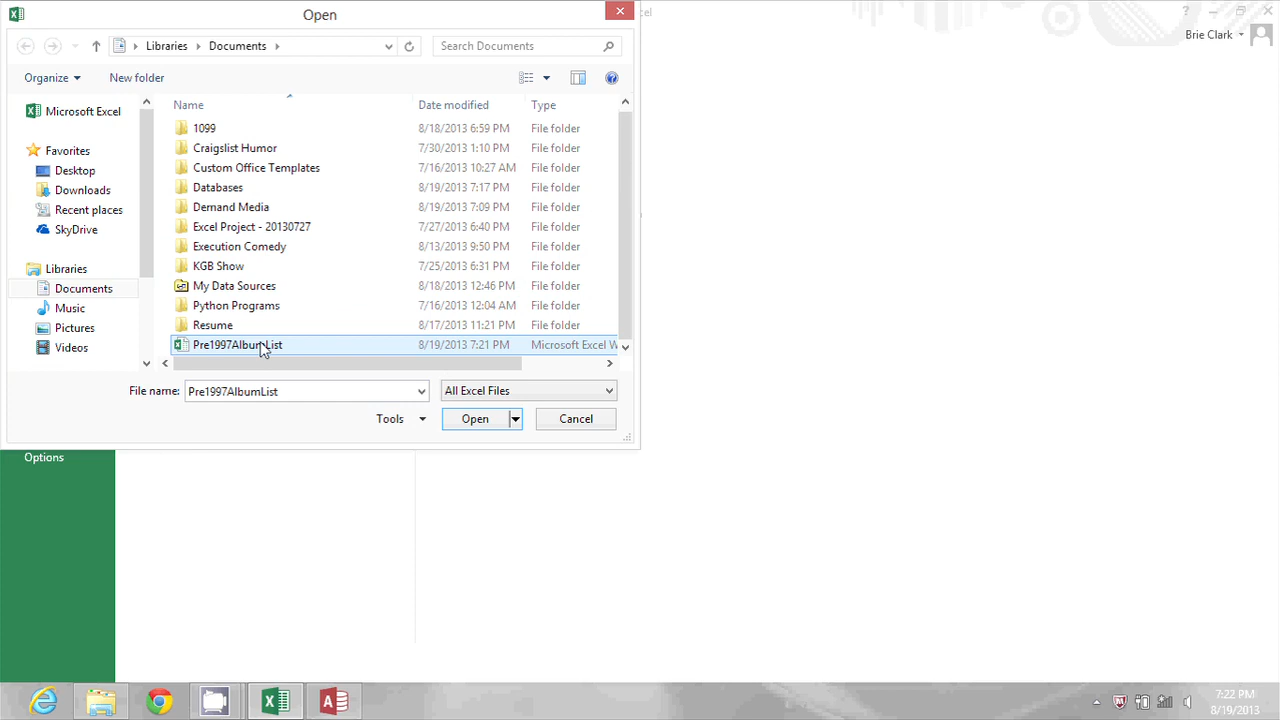 Open
cel
Brie Clark
Libraries Documents
Search Documents
Organize New folder
Name Date modified Type
Microsoft Excel
Favorites
Desktop
Downloads
Recent places
SkyDrive
Libraries
Documents
Music
Pictures
Videos
1099 8/18/2013 6:59 PM File folder
Craigslist Humor 7/30/2013 1:10 PM File folder
Custom Office Templates 7/16/2013 10:27 AM File folder
Databases 8/19/2013 7:17 PM File folder
Demand Media 8/19/2013 7:09 PM File folder
Excel Project - 20130727 7/27/2013 6:40 PM File folder
Execution Comedy 8/13/2013 9:50 PM File folder
KGB Show 7/25/2013 6:31 PM File folder
My Data Sources 8/18/2013 12:46 PM File folder
Python Programs 7/16/2013 12:04 AM File folder
Resume 8/17/2013 11:21 PM File folder
Pre1997AlbumList 8/19/2013 7:21 PM Microsoft Excel W
File name: Pre1997AlbumList All Excel Files
Tools Open Cancel
Options
7:22 PM
8/19/2013